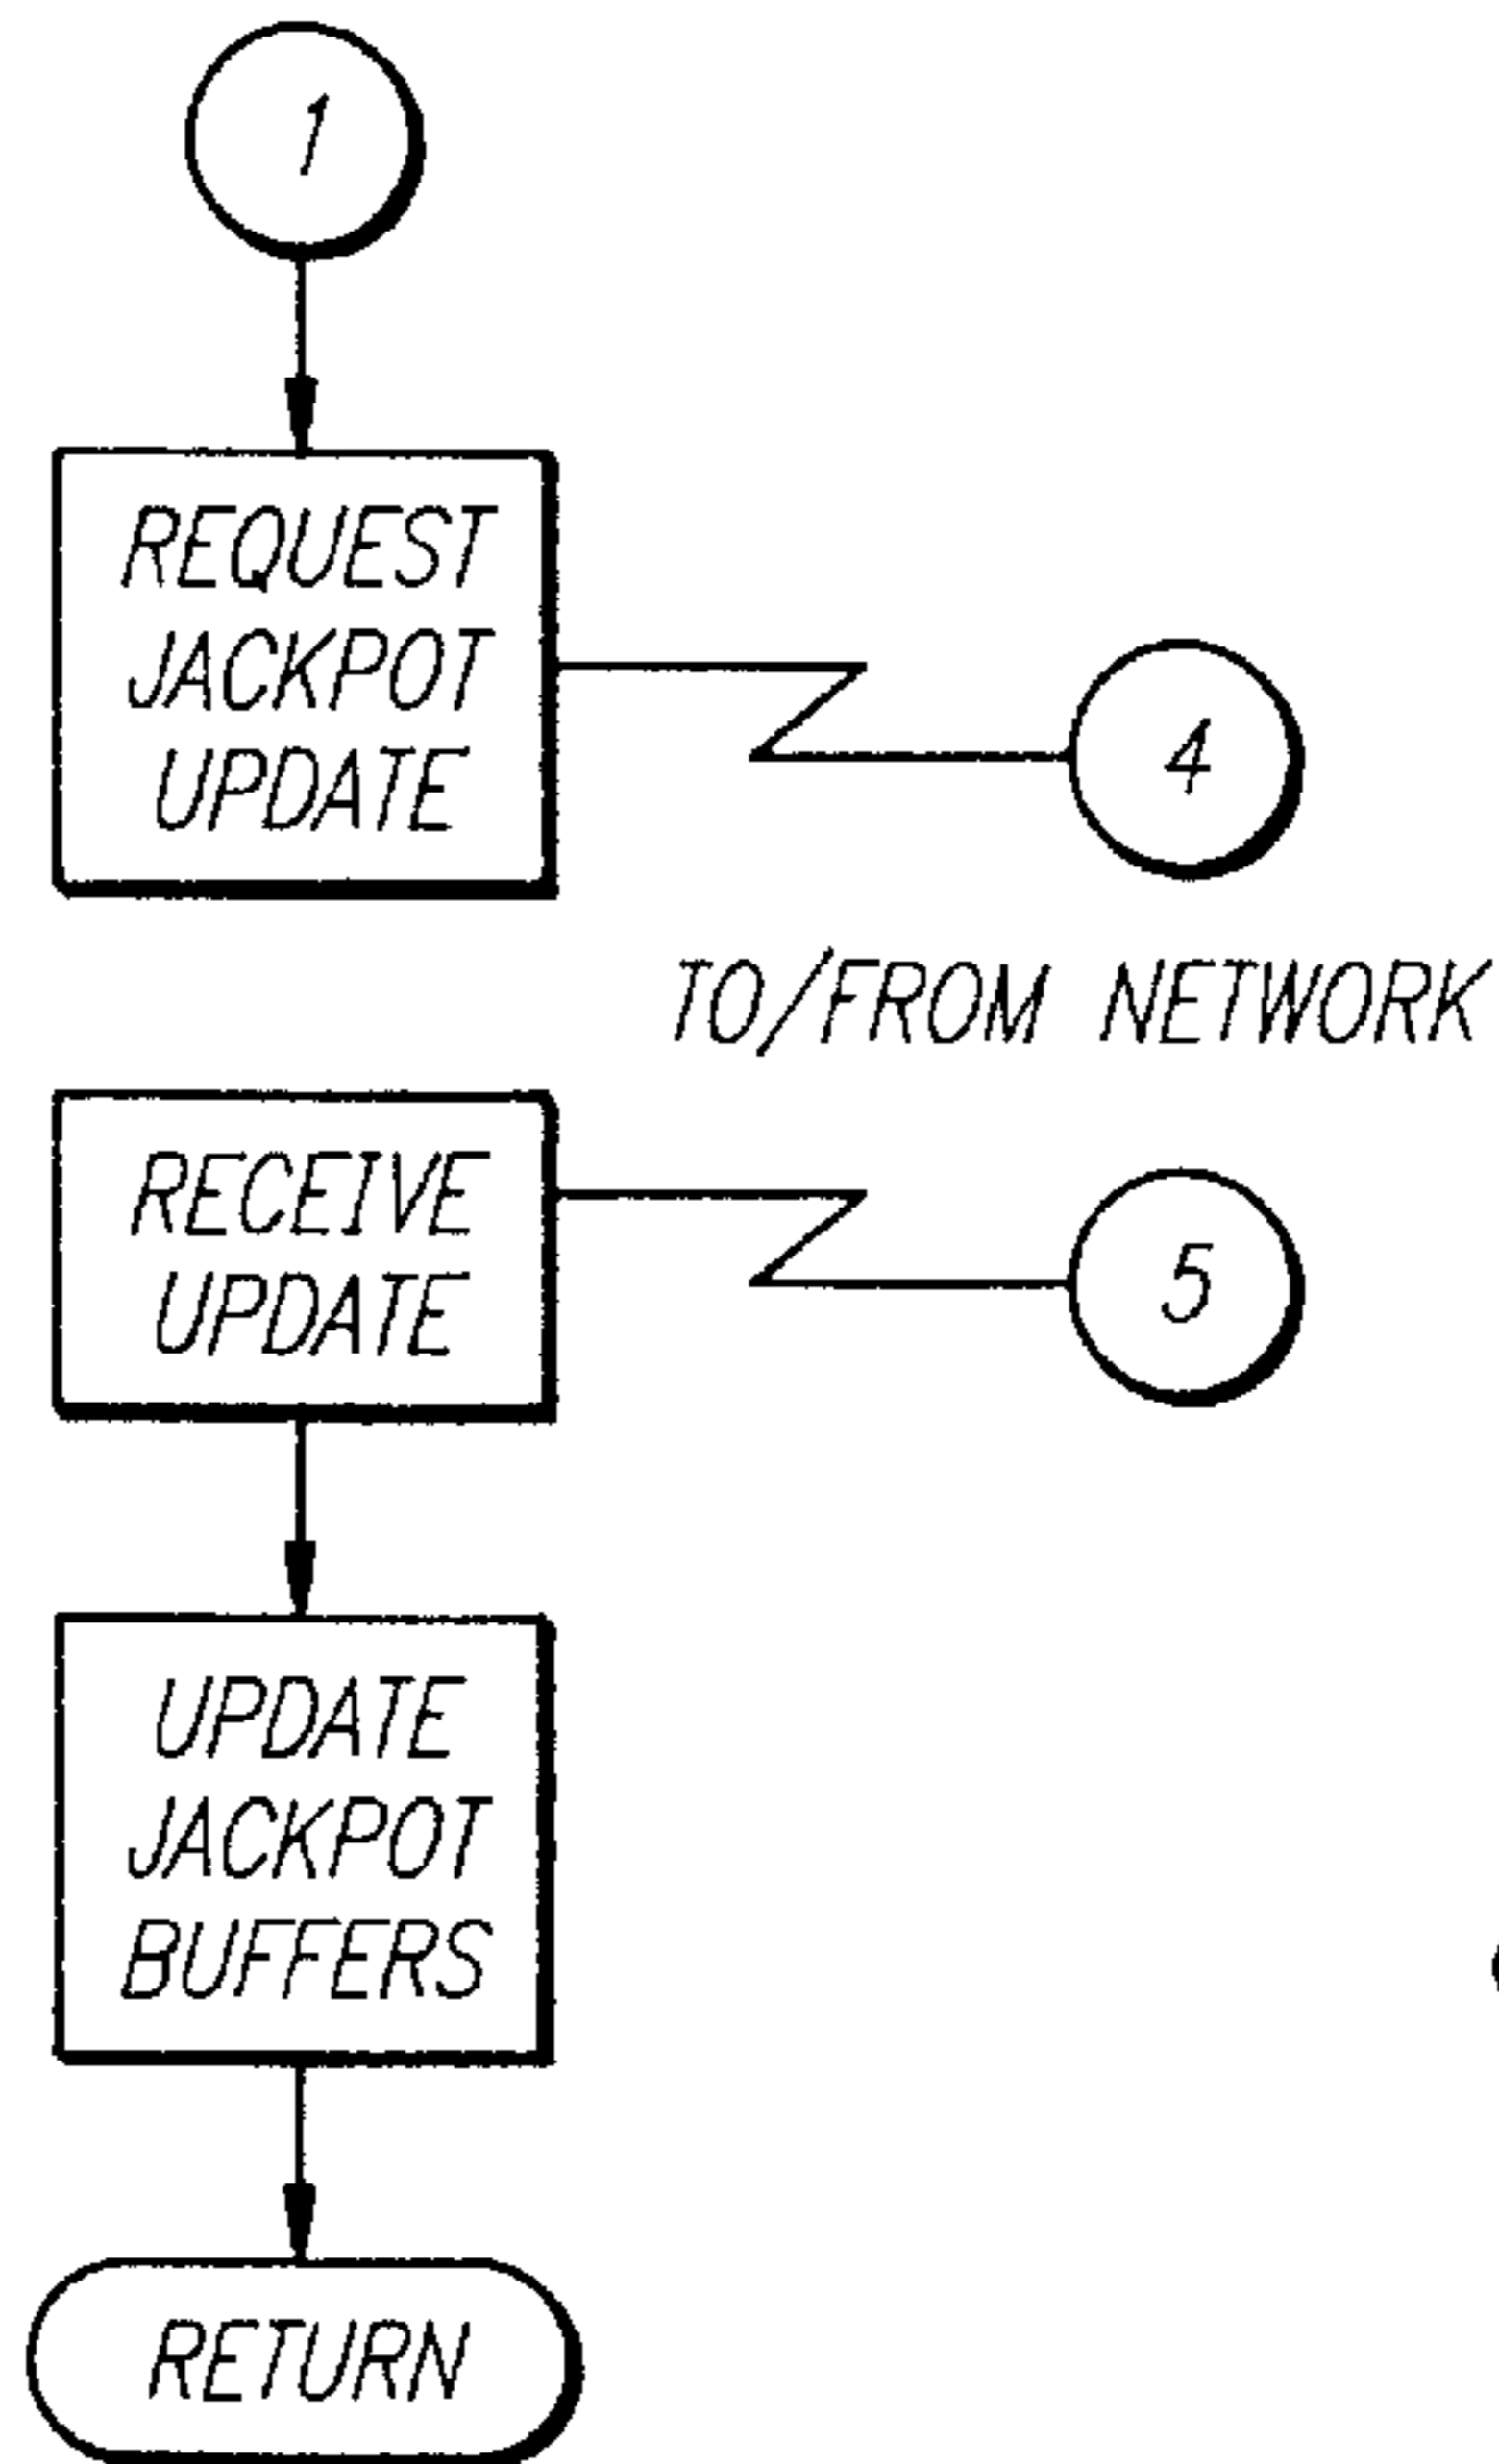 1
REQUEST
JACKPOT
UPDATE
4
TO/FROM NETWORK
RECEIVE
UPDATE
5
UPDATE
JACKPOT
BUFFERS
RETURN